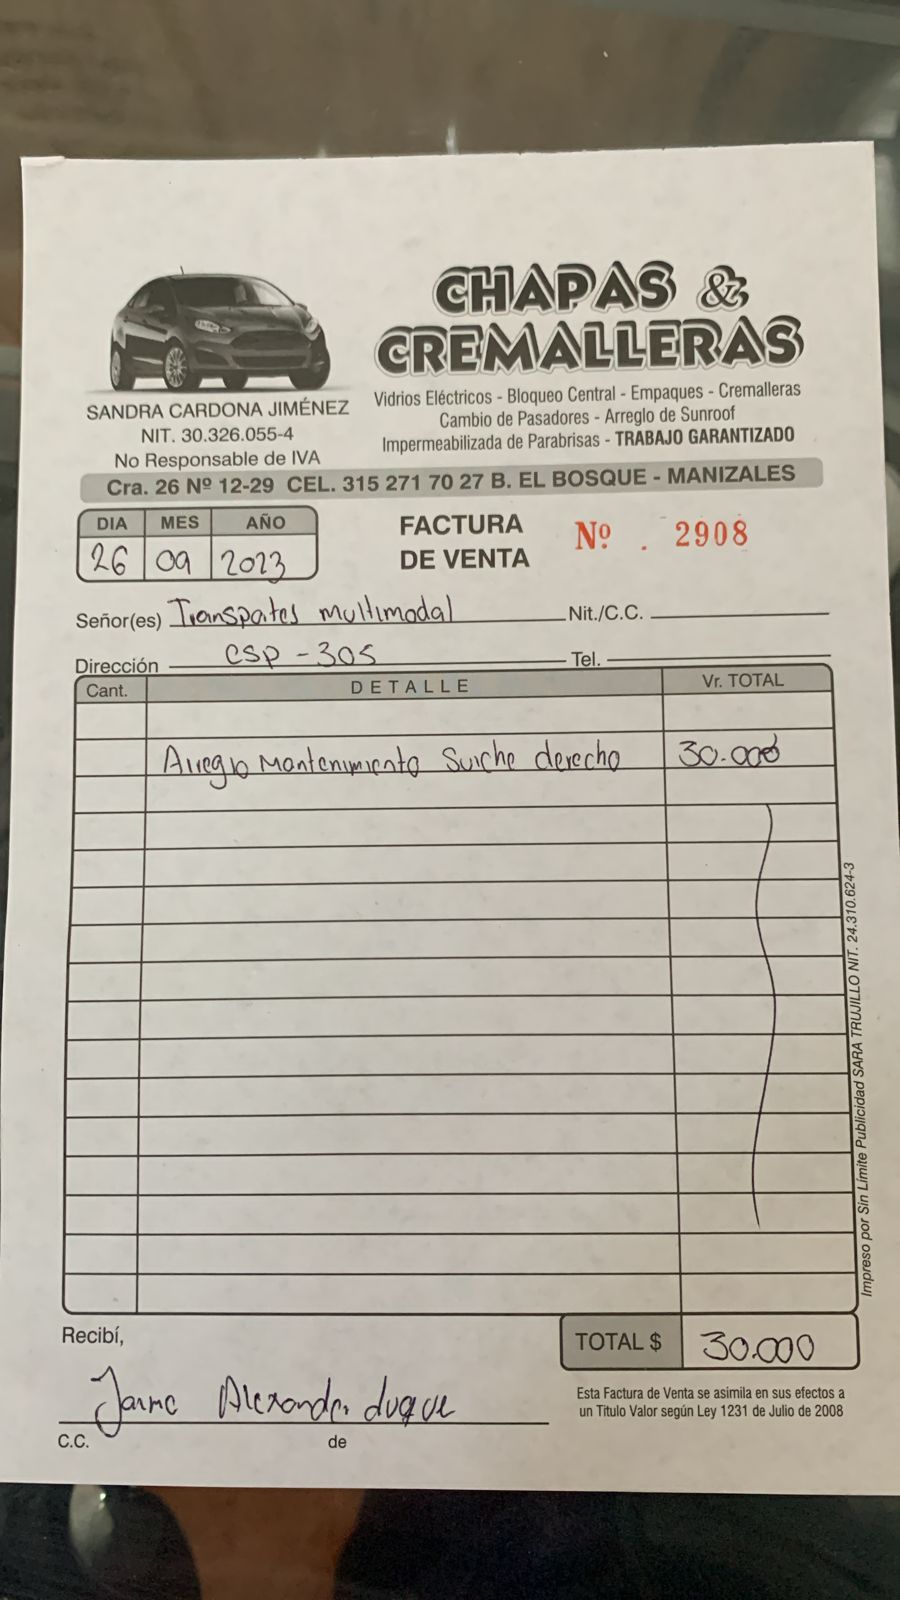 CHAPAS &
CREMALLERAS
Vidrios Eléctricos - Bloqueo Central - Empaques - Cremalleras
Cambio de Pasadores - Arreglo de Sunroof
Impermeabilizada de Parabrisas - TRABAJO GARANTIZADO
SANDRA CARDONA JIMÉNEZ
NIT. 30.326.055-4
No Responsable de IVA
Cra. 26 Nº 12-29 CEL. 315 271 70 27 B. EL BOSQUE - MANIZALES
DIA MES AÑO
26 09 2023
FACTURA
DE VENTA
Nº . 2908
Señor(es) Transpates multimodal Nit./C.C.
Dirección CSP-305 Tel.
Cant. DETALLE Vr. TOTAL
Arreglo Mantenimiento Suiche derecho 30.000
Recibí,
TOTAL $ 30.000
Jaime Alexander duque
C.C. de
Esta Factura de Venta se asimila en sus efectos a
un Titulo Valor según Ley 1231 de Julio de 2008
Impreso por Sin Límite Publicidad SARA TRUJILLO NIT. 24.310.624-3